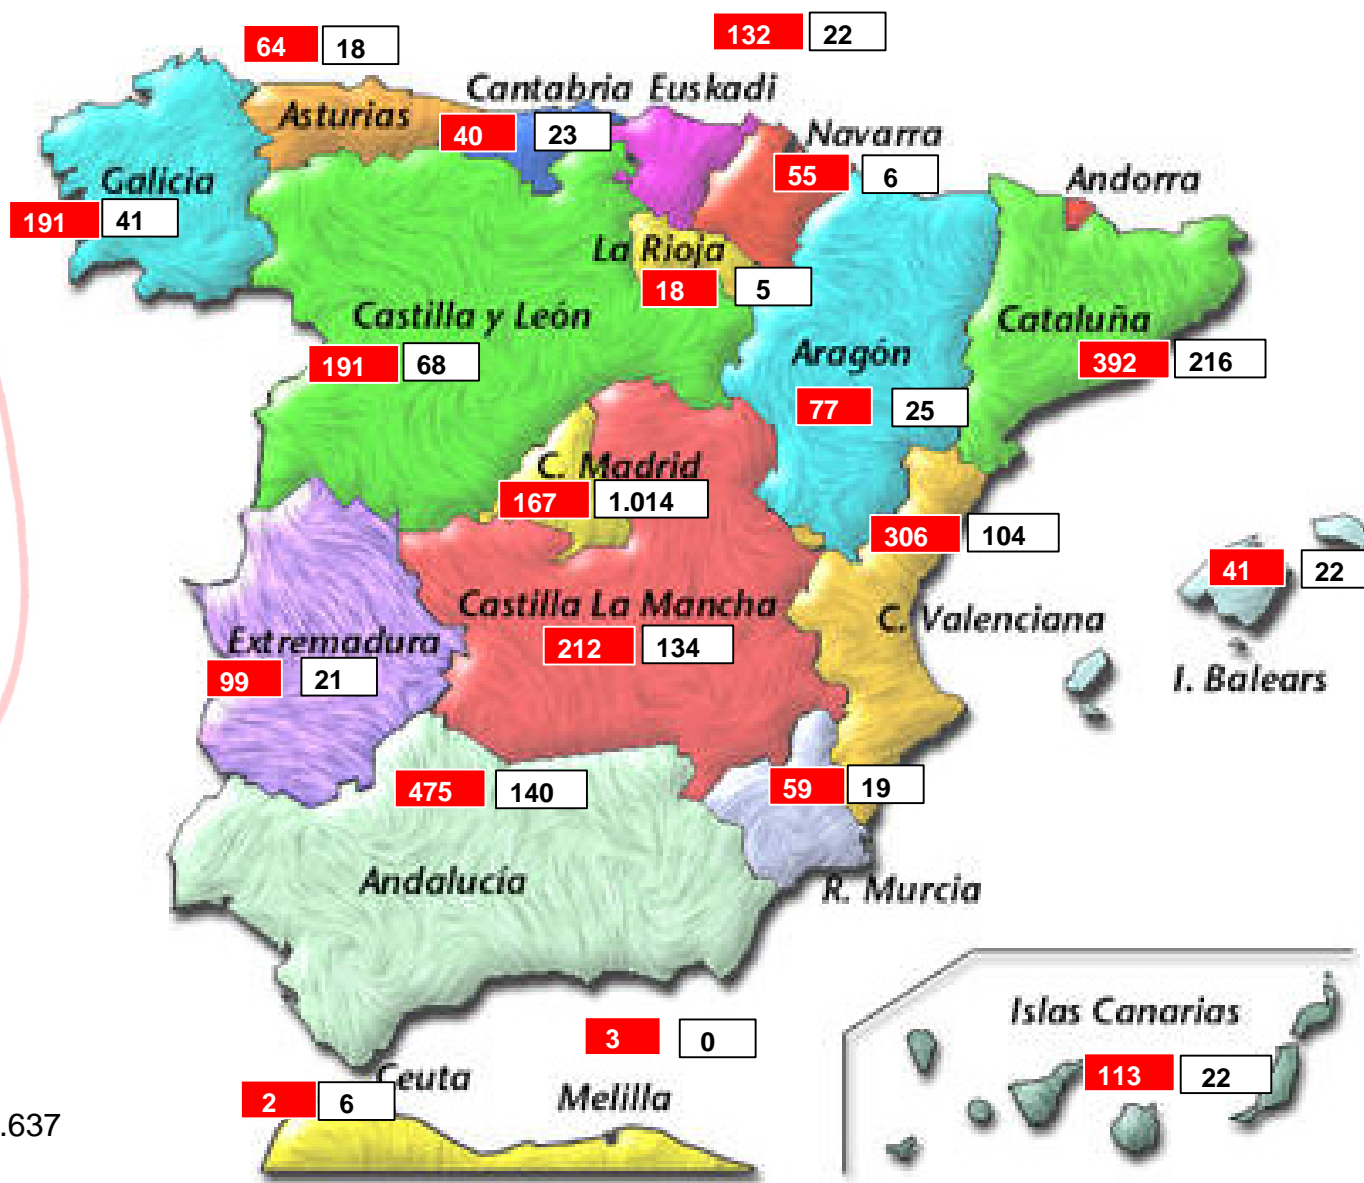 64 18
132 22
Cantabria Euskadi
Asturias
40 23
Navarra
55 6
Galicia
Andorra
191 41
La Rioja
18 5
Castilla y León
Cataluña
191 68
Aragón
392 216
77 25
C. Madrid
167 1.014
306 104
41 22
Castilla La Mancha
C. Valenciana
212 134
Extremadura
99 21
I. Balears
475 140
59 19
Andalucía
R. Murcia
Islas Canarias
3 0
113 22
Ceuta
Melilla
2 6
.637